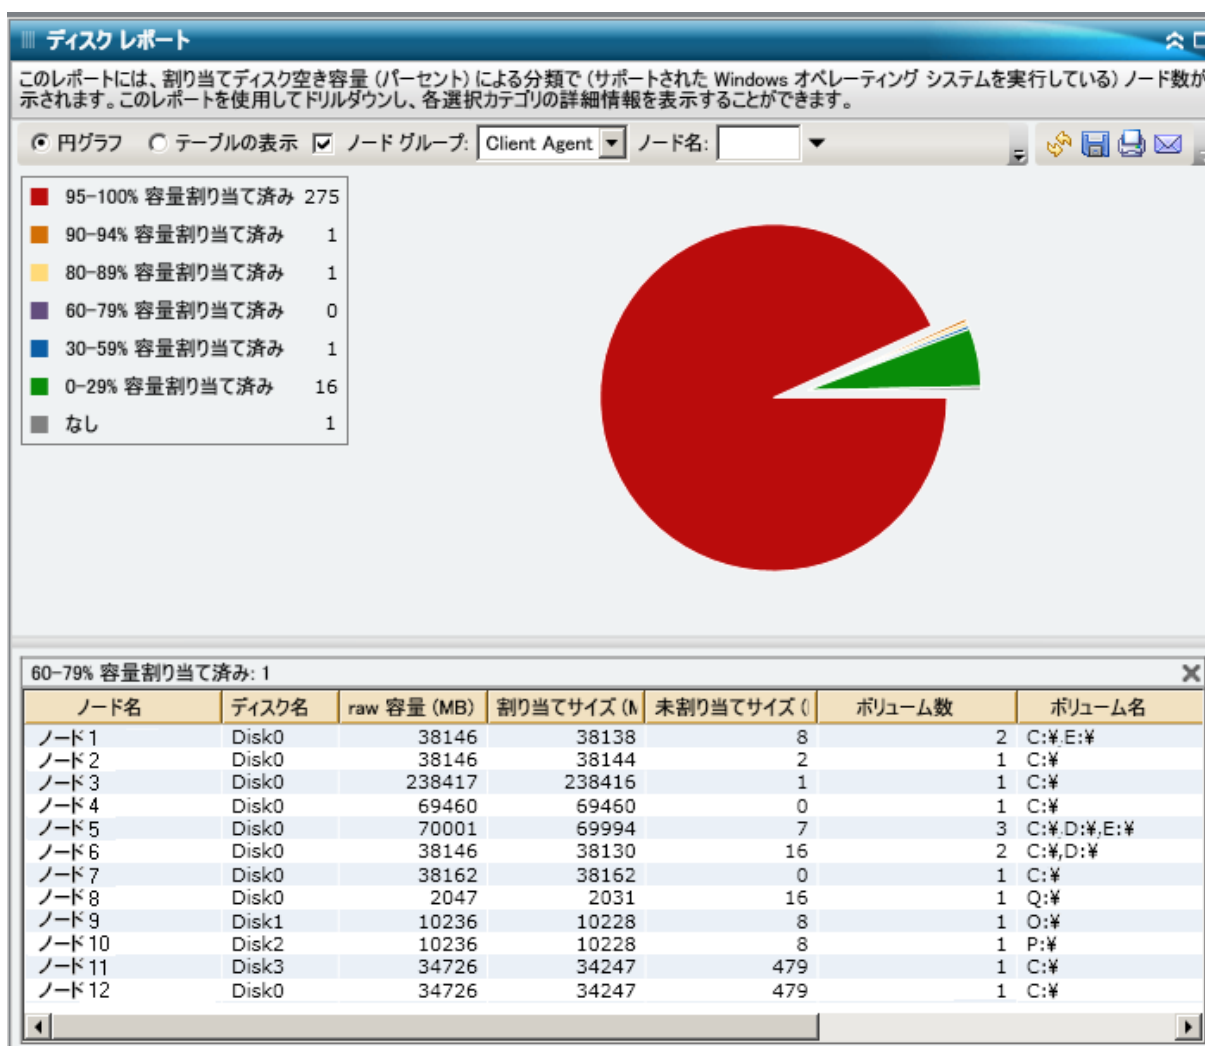 ディスク レポート
このレポートには、割り当てディスク空き容量 (パーセント) による分類で (サポートされた Windows オペレーティング システムを実行している) ノード数が
示されます。このレポートを使用してドリルダウンし、各選択カテゴリの詳細情報を表示することができます。
円グラフ テーブルの表示 ノード グループ: Client Agent ノード名:
95-100% 容量割り当て済み 275
90-94% 容量割り当て済み 1
80-89% 容量割り当て済み 1
60-79% 容量割り当て済み 0
30-59% 容量割り当て済み 1
0-29% 容量割り当て済み 16
なし 1
60-79% 容量割り当て済み: 1
ノード名 ディスク名 raw 容量 (MB) 割り当てサイズ (M 未割り当てサイズ ( ボリューム数 ボリューム名
ノード1 Disk0 38146 38138 8 2 C:¥,E:¥
ノード2 Disk0 38146 38144 2 1 C:¥
ノード3 Disk0 238417 238416 1 1 C:¥
ノード4 Disk0 69460 69460 0 1 C:¥
ノード5 Disk0 70001 69994 7 3 C:¥,D:¥,E:¥
ノード6 Disk0 38146 38130 16 2 C:¥,D:¥
ノード7 Disk0 38162 38162 0 1 C:¥
ノード8 Disk0 2047 2031 16 1 Q:¥
ノード9 Disk1 10236 10228 8 1 O:¥
ノード10 Disk2 10236 10228 8 1 P:¥
ノード11 Disk3 34726 34247 479 1 C:¥
ノード12 Disk0 34726 34247 479 1 C:¥